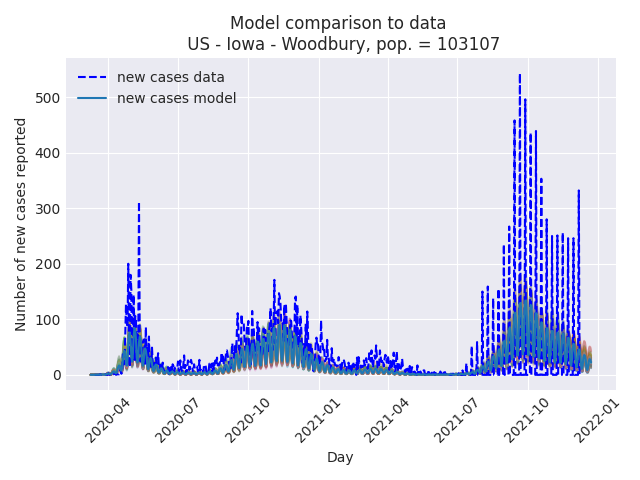 Model comparison to data
US - Iowa - Woodbury, pop. = 103107
new cases data
new cases model
Number of new cases reported
500
400
300
200
100
0
2020-04
2020-07
2020-10
2021-01
2021-04
2021-07
2021-10
2022-01
Day